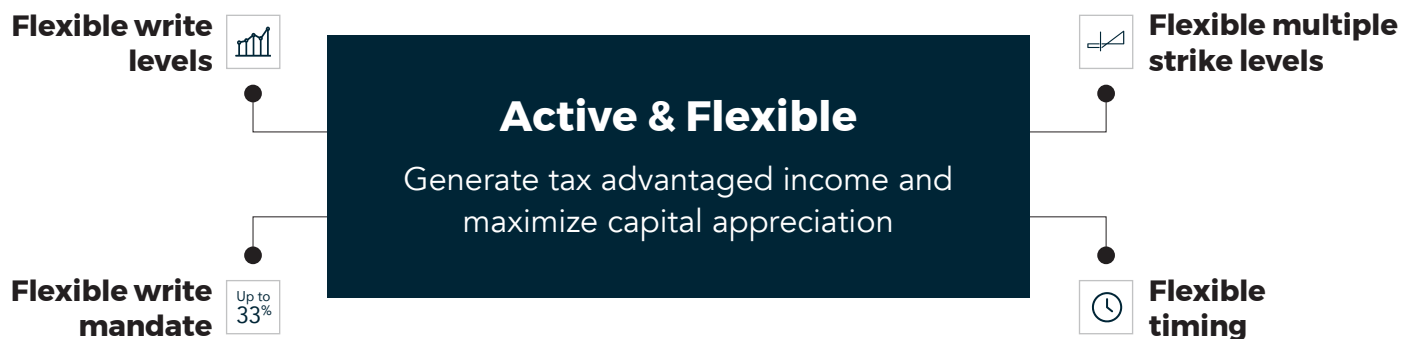 Flexible write
levels
Flexible multiple
strike levels
Active & Flexible
Generate tax advantaged income and
maximize capital appreciation
Flexible write
mandate
Up to
33%
Flexible
timing